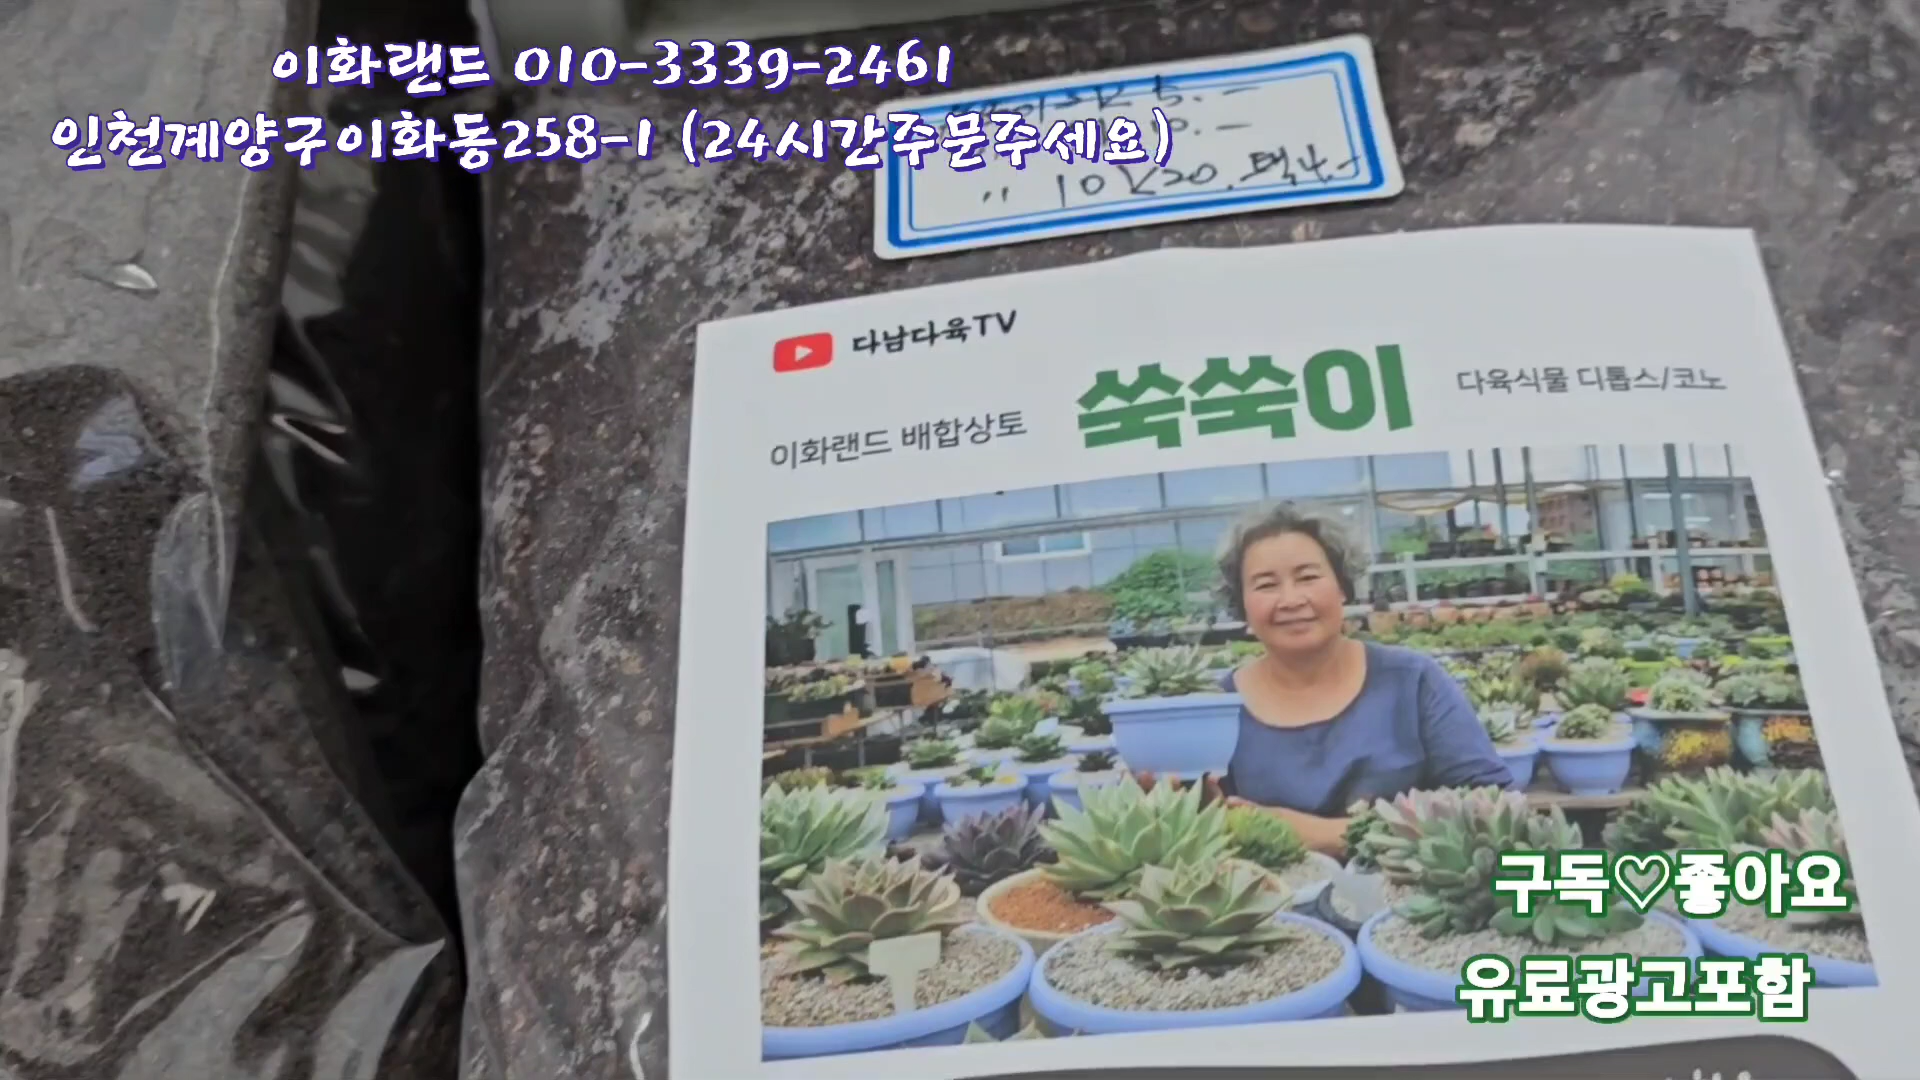 이화랜드 010-3339-2461
인천계양구이화동258-1 (24시간주문주세요)
〃 10K20.택4.-
다남다육TV
이화랜드 배합상토
쑥쑥이
다육식물 디톱스/코노
구독♡좋아요
유료광고포함